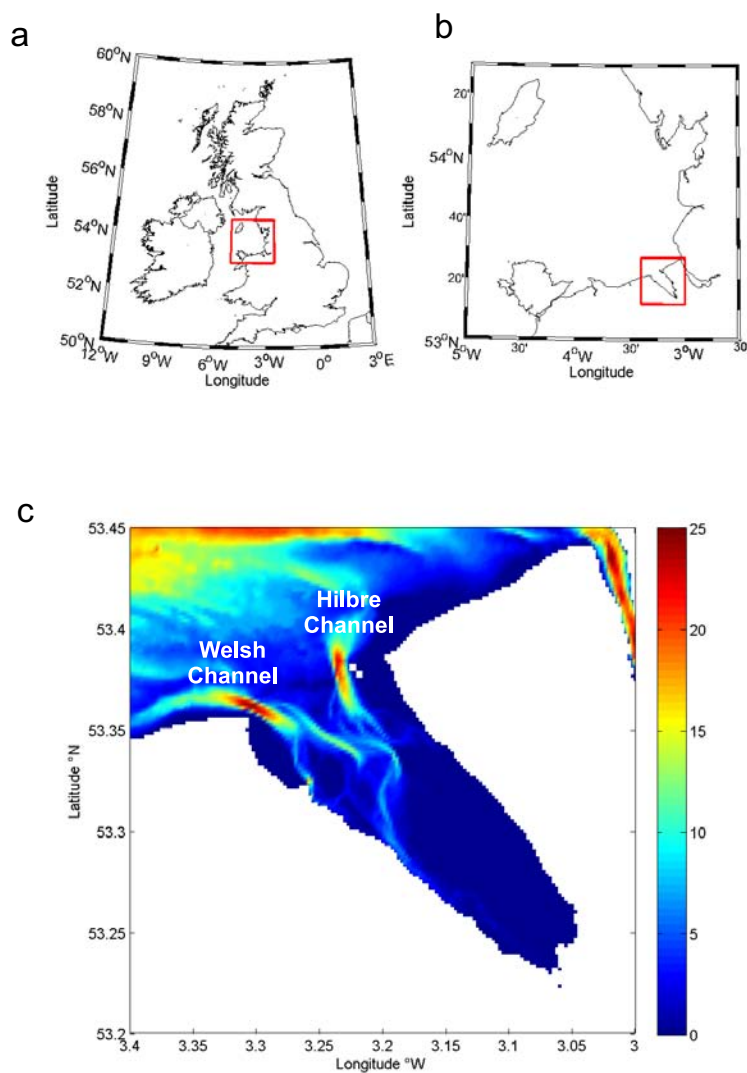 a
60°N
58°N
56°N
54°N
52°N
50°N
Latitude
12°W
9°W
6°W
3°W
0°
3°E
Longitude
b
20'
54°N
40'
20'
53°N
Latitude
5°W
30'
4°W
30'
3°W
30'
Longitude
c
53.45
53.4
53.35
53.3
53.25
53.2
Latitude °N
Hilbre
Channel
Welsh
Channel
3.4
3.35
3.3
3.25
3.2
3.15
3.1
3.05
3
Longitude °W
25
20
15
10
5
0